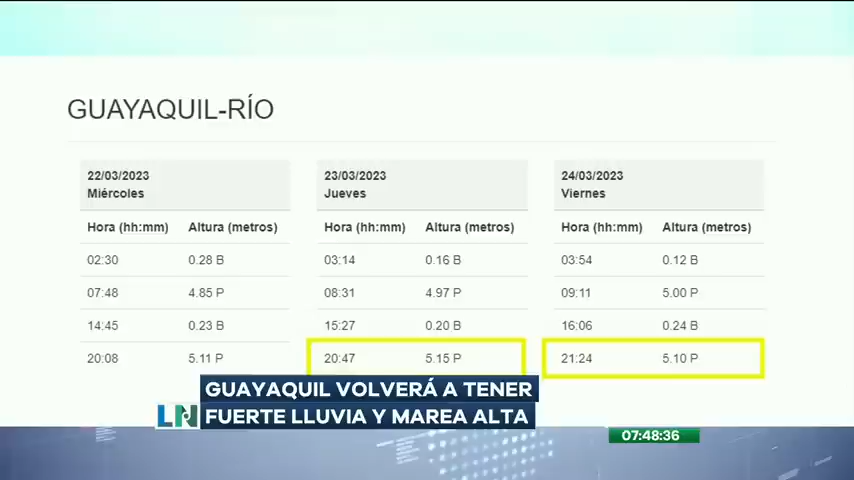 GUAYAQUIL-RÍO
22/03/2023
Miércoles
Hora (hh:mm) Altura (metros)
02:30 0.28 B
07:48 4.85 P
14:45 0.23 B
20:08 5.11 P
23/03/2023
Jueves
Hora (hh:mm) Altura (metros)
03:14 0.16 B
08:31 4.97 P
15:27 0.20 B
20:47 5.15 P
24/03/2023
Viernes
Hora (hh:mm) Altura (metros)
03:54 0.12 B
09:11 5.00 P
16:06 0.24 B
21:24 5.10 P
GUAYAQUIL VOLVERÁ A TENER
LN FUERTE LLUVIA Y MAREA ALTA
07:48:36